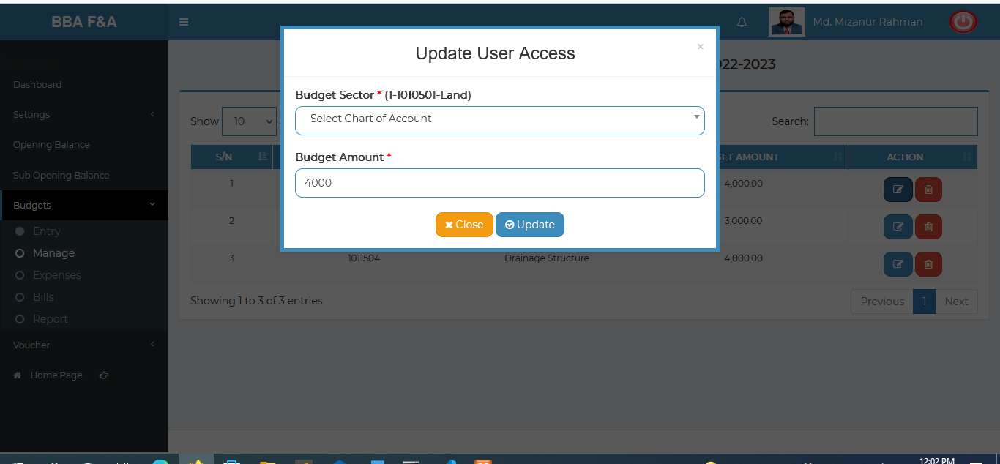 BBA F&A
Md. Mizanur Rahman
Update User Access
×
022-2023
Dashboard
Settings
Opening Balance
Sub Opening Balance
Budgets
Entry
Manage
Expenses
Bills
Report
Voucher
Home Page
Budget Sector * (1-1010501-Land)
Select Chart of Account
Budget Amount *
4000
Close Update
Show 10
Search:
S/N GET AMOUNT ACTION
1 4,000.00
2 3,000.00
3 1011504 Drainage Structure 4,000.00
Showing 1 to 3 of 3 entries
Previous 1 Next
12:02 PM